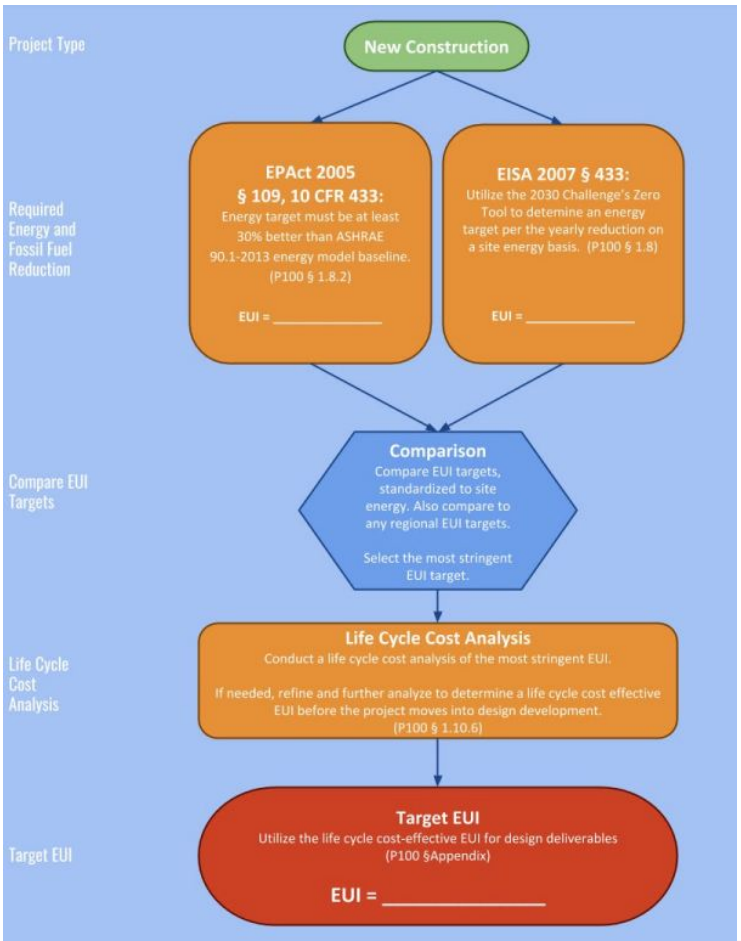 Project Type
New Construction
Required
Energy and
Fossil Fuel
Reduction
EPAct 2005
§ 109, 10 CFR 433:
Energy target must be at least
30% better than ASHRAE
90.1-2013 energy model baseline.
(P100 § 1.8.2)
EUI = _______________
EISA 2007 § 433:
Utilize the 2030 Challenge's Zero
Tool to detemine an energy
target per the yearly reduction on
a site energy basis.  (P100 § 1.8)
EUI = _______________
Compare EUI
Targets
Comparison
Compare EUI targets,
standardized to site
energy. Also compare to
any regional EUI targets.
Select the most stringent
EUI target.
Life Cycle
Cost
Analysis
Life Cycle Cost Analysis
Conduct a life cycle cost analysis of the most stringent EUI.
If needed, refine and further analyze to determine a life cycle cost effective
EUI before the project moves into design development.
(P100 § 1.10.6)
Target EUI
Target EUI
Utilize the life cycle cost-effective EUI for design deliverables
(P100 §Appendix)
EUI = _______________